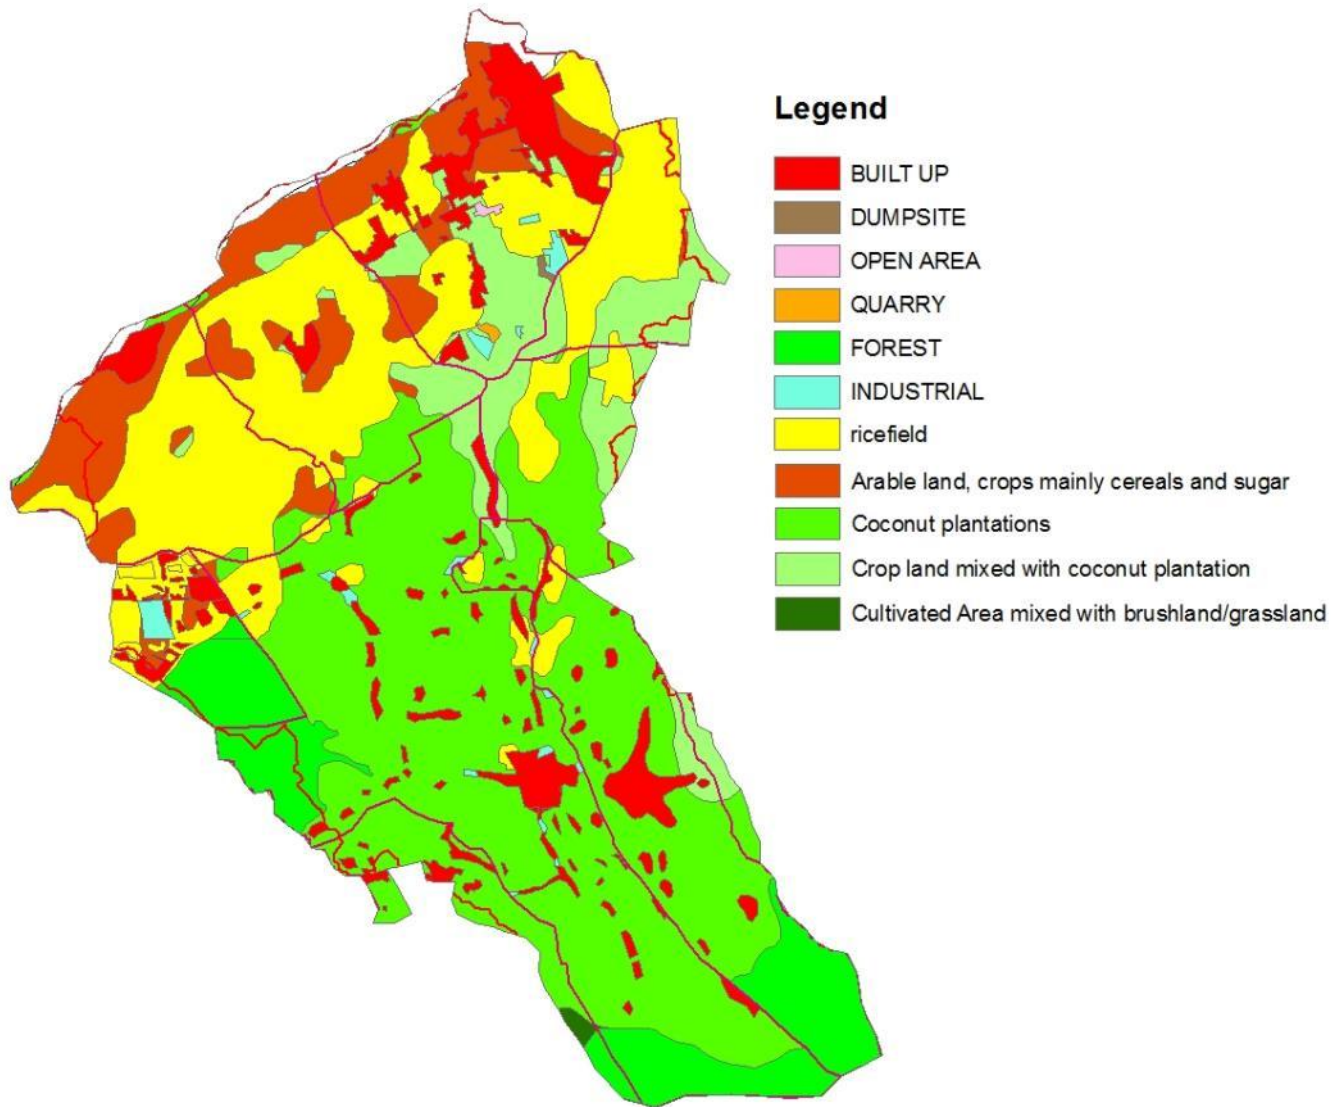 Legend
BUILT UP
DUMPSITE
OPEN AREA
QUARRY
FOREST
INDUSTRIAL
ricefield
Arable land, crops mainly cereals and sugar
Coconut plantations
Crop land mixed with coconut plantation
Cultivated Area mixed with brushland/grassland